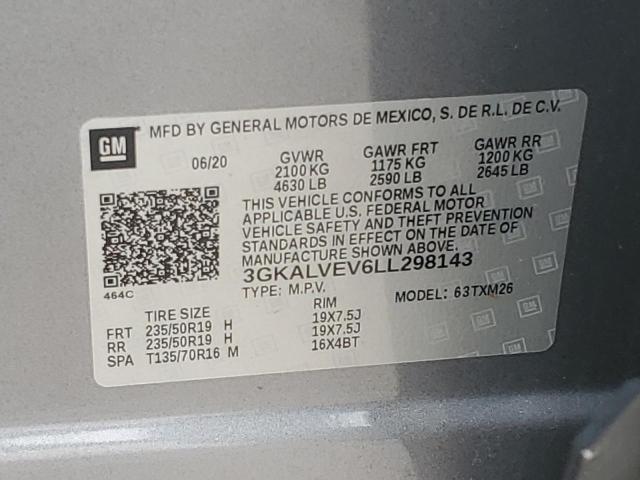 GM
MFD BY GENERAL MOTORS DE MEXICO, S. DE R.L. DE C.V.
06/20 GVWR GAWR FRT GAWR RR
2100 KG 1175 KG 1200 KG
4630 LB 2590 LB 2645 LB
THIS VEHICLE CONFORMS TO ALL
APPLICABLE U.S. FEDERAL MOTOR
VEHICLE SAFETY AND THEFT PREVENTION
STANDARDS IN EFFECT ON THE DATE OF
MANUFACTURE SHOWN ABOVE.
3GKALVEV6LL298143
464C
TYPE: M.P.V. MODEL: 63TXM26
TIRE SIZE RIM
FRT 235/50R19 H 19X7.5J
RR 235/50R19 H 19X7.5J
SPA T135/70R16 M 16X4BT